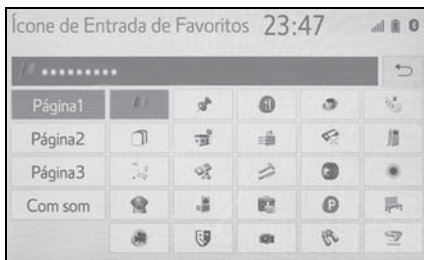 Ícone de Entrada de Favoritos 23:47
*********
Página1
Página2
Página3
Com som
P